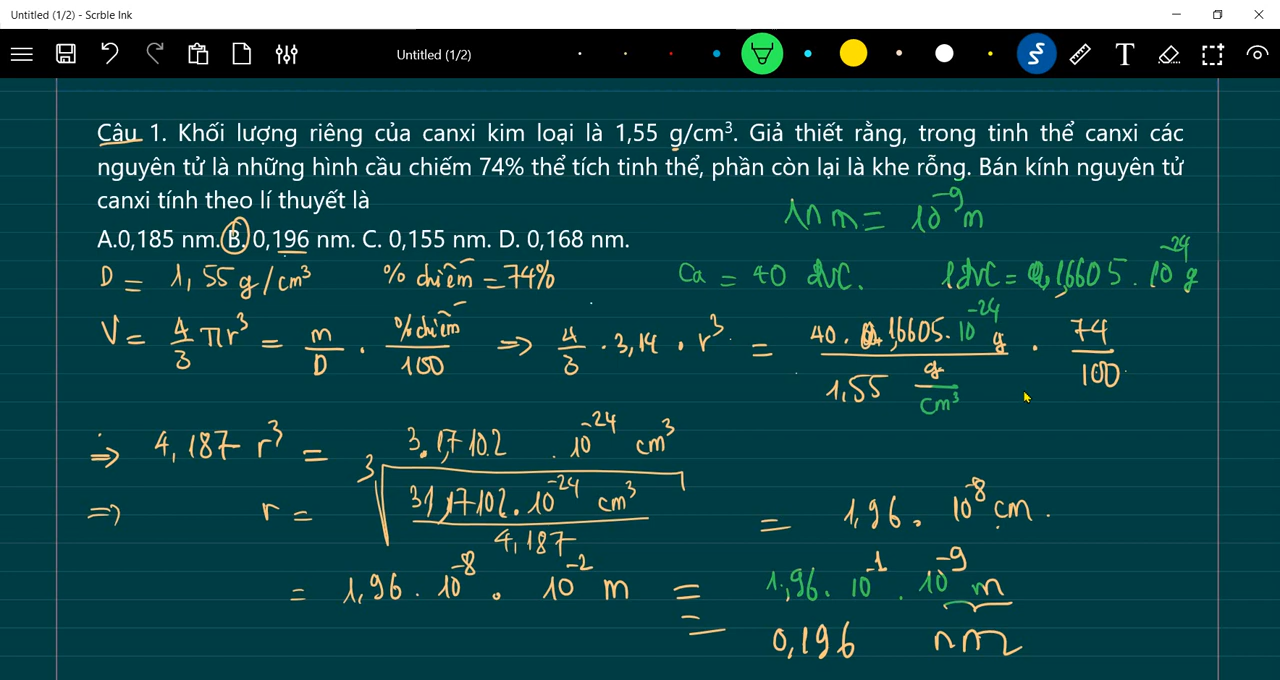 Untitled (1/2) - Scrble Ink
Untitled (1/2)
Câu 1. Khối lượng riêng của canxi kim loại là 1,55 g/cm³. Giả thiết rằng, trong tinh thể canxi các
nguyên tử là những hình cầu chiếm 74% thể tích tinh thể, phần còn lại là khe rỗng. Bán kính nguyên tử
canxi tính theo lí thuyết là
1nm = 10⁻⁹m
A.0,185 nm. B. 0,196 nm. C. 0,155 nm. D. 0,168 nm.
D = 1,55 g/cm³ % chiếm = 74% Ca = 40 đVC. 1đVC = 1,6605 . 10⁻²⁴ g
V = 4/3 πr³ = m/D . % chiếm/100 => 4/3 . 3,14 . r³ = 40 . 1,6605 . 10⁻²⁴ g / 1,55 g/cm³ . 74/100
=> 4,187 r³ = 31,7102 . 10⁻²⁴ cm³
=> r = ³√(31,7102 . 10⁻²⁴ cm³ / 4,187) = 1,96 . 10⁻⁸ cm.
= 1,96 . 10⁻⁸ . 10⁻² m = 1,96 . 10⁻¹ . 10⁻⁹ m
= 0,196 nm